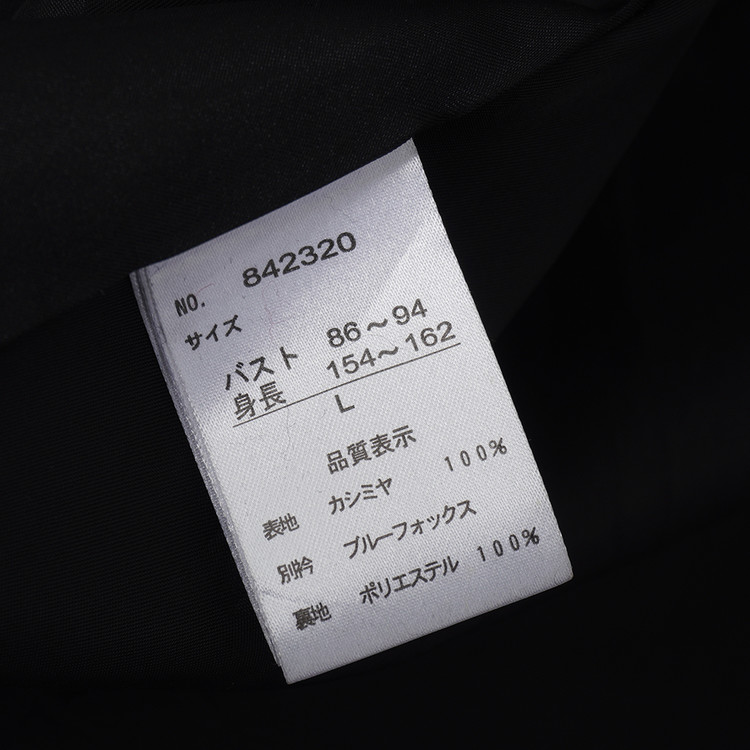 NO. 842320
サイズ
バスト 86〜94
身長 154〜162
L
品質表示
表地 カシミヤ 100%
別衿 ブルーフォックス
裏地 ポリエステル 100%